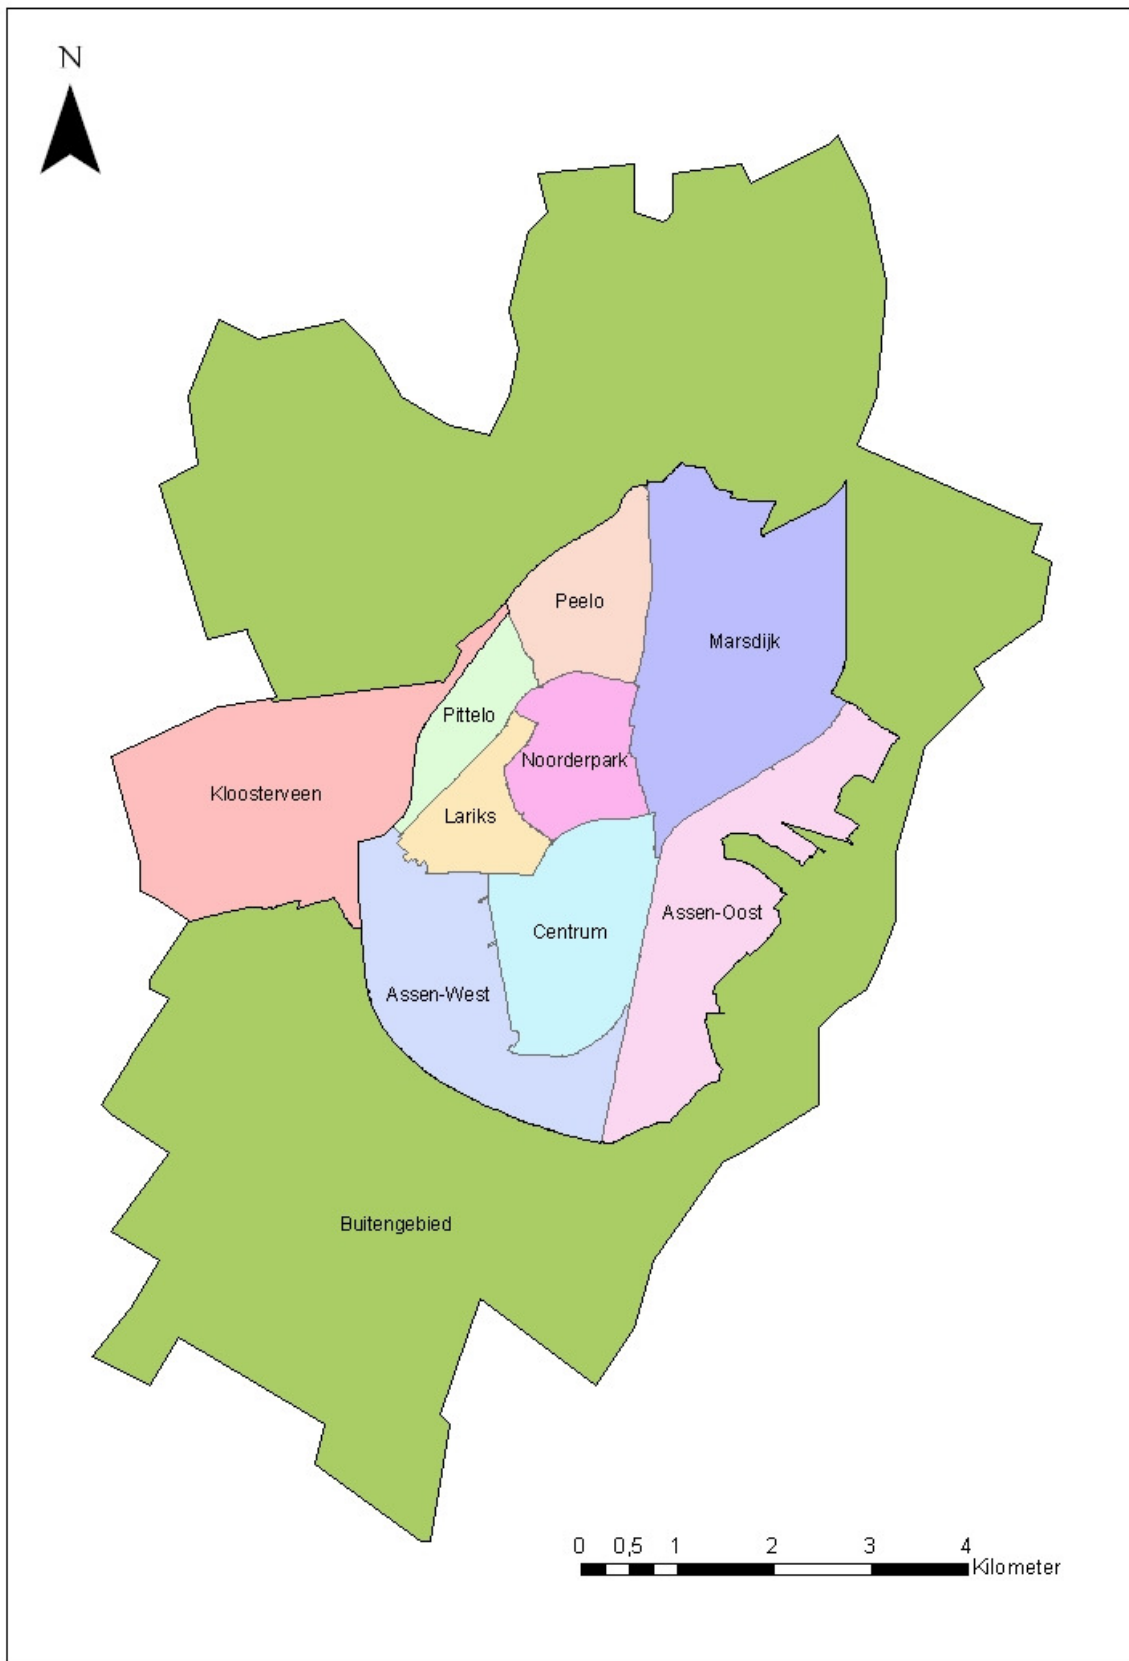 N
Peelo
Marsdijk
Pittelo
Noorderpark
Kloosterveen
Lariks
Assen-Oost
Centrum
Assen-West
Buitengebied
0 0,5 1 2 3 4
Kilometer